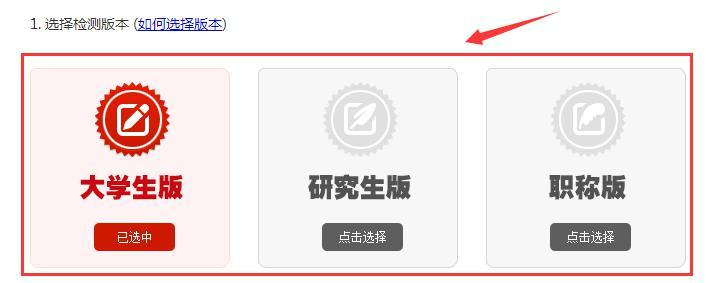 1. 选择检测版本 (如何选择版本)
大学生版
研究生版
职称版
已选中
点击选择
点击选择